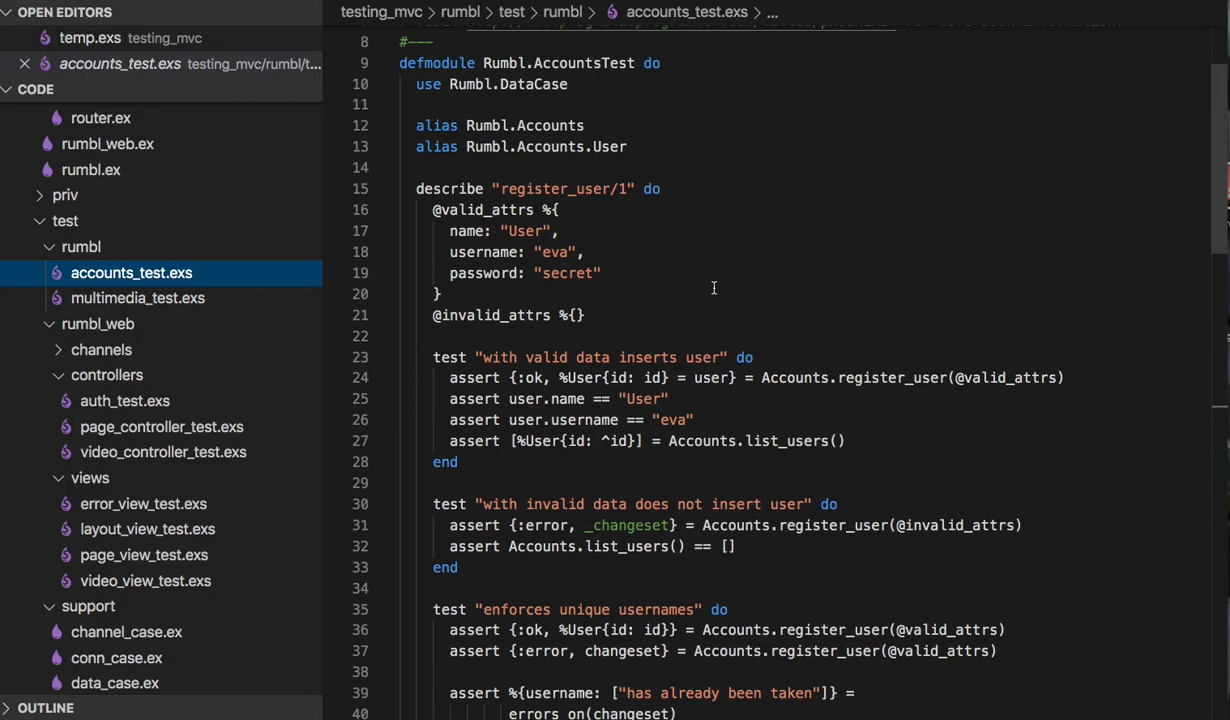 OPEN EDITORS
temp.exs testing_mvc
accounts_test.exs testing_mvc/rumbl/t...
CODE
router.ex
rumbl_web.ex
rumbl.ex
priv
test
rumbl
accounts_test.exs
multimedia_test.exs
rumbl_web
channels
controllers
auth_test.exs
page_controller_test.exs
video_controller_test.exs
views
error_view_test.exs
layout_view_test.exs
page_view_test.exs
video_view_test.exs
support
channel_case.ex
conn_case.ex
data_case.ex
OUTLINE
testing_mvc > rumbl > test > rumbl > accounts_test.exs > ...
8 #---
9 defmodule Rumbl.AccountsTest do
10 use Rumbl.DataCase
11
12 alias Rumbl.Accounts
13 alias Rumbl.Accounts.User
14
15 describe "register_user/1" do
16 @valid_attrs %{
17 name: "User",
18 username: "eva",
19 password: "secret"
20 }
21 @invalid_attrs %{}
22
23 test "with valid data inserts user" do
24 assert {:ok, %User{id: id} = user} = Accounts.register_user(@valid_attrs)
25 assert user.name == "User"
26 assert user.username == "eva"
27 assert [%User{id: ^id}] = Accounts.list_users()
28 end
29
30 test "with invalid data does not insert user" do
31 assert {:error, _changeset} = Accounts.register_user(@invalid_attrs)
32 assert Accounts.list_users() == []
33 end
34
35 test "enforces unique usernames" do
36 assert {:ok, %User{id: id}} = Accounts.register_user(@valid_attrs)
37 assert {:error, changeset} = Accounts.register_user(@valid_attrs)
38
39 assert %{username: ["has already been taken"]} =
40 errors_on(changeset)